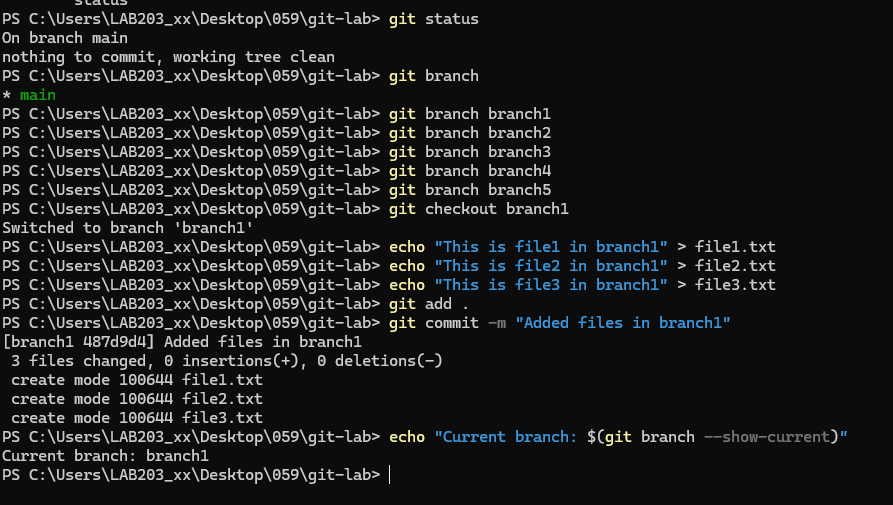 status
PS C:\Users\LAB203_xx\Desktop\059\git-lab> git status
On branch main
nothing to commit, working tree clean
PS C:\Users\LAB203_xx\Desktop\059\git-lab> git branch
* main
PS C:\Users\LAB203_xx\Desktop\059\git-lab> git branch branch1
PS C:\Users\LAB203_xx\Desktop\059\git-lab> git branch branch2
PS C:\Users\LAB203_xx\Desktop\059\git-lab> git branch branch3
PS C:\Users\LAB203_xx\Desktop\059\git-lab> git branch branch4
PS C:\Users\LAB203_xx\Desktop\059\git-lab> git branch branch5
PS C:\Users\LAB203_xx\Desktop\059\git-lab> git checkout branch1
Switched to branch 'branch1'
PS C:\Users\LAB203_xx\Desktop\059\git-lab> echo "This is file1 in branch1" > file1.txt
PS C:\Users\LAB203_xx\Desktop\059\git-lab> echo "This is file2 in branch1" > file2.txt
PS C:\Users\LAB203_xx\Desktop\059\git-lab> echo "This is file3 in branch1" > file3.txt
PS C:\Users\LAB203_xx\Desktop\059\git-lab> git add .
PS C:\Users\LAB203_xx\Desktop\059\git-lab> git commit -m "Added files in branch1"
[branch1 487d9d4] Added files in branch1
 3 files changed, 0 insertions(+), 0 deletions(-)
 create mode 100644 file1.txt
 create mode 100644 file2.txt
 create mode 100644 file3.txt
PS C:\Users\LAB203_xx\Desktop\059\git-lab> echo "Current branch: $(git branch --show-current)"
Current branch: branch1
PS C:\Users\LAB203_xx\Desktop\059\git-lab>